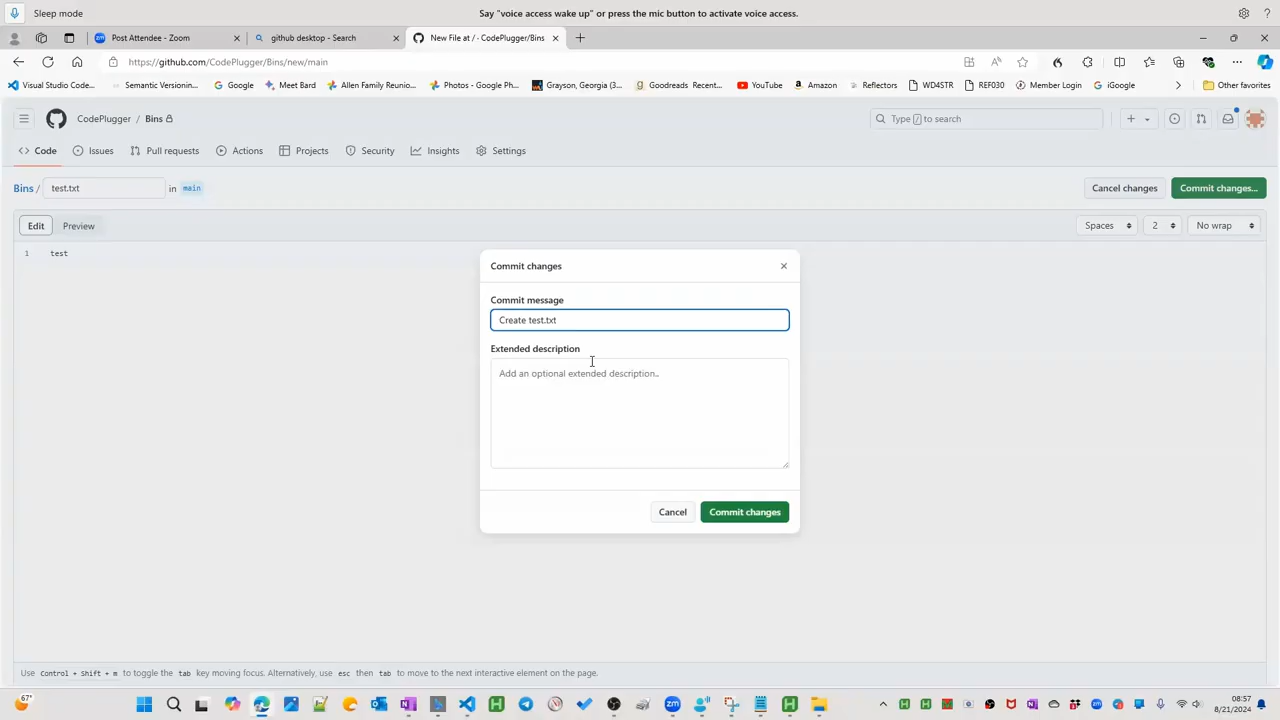 Sleep mode
Say "voice access wake up" or press the mic button to activate voice access.
Post Attendee - Zoom
github desktop - Search
New File at / · CodePlugger/Bins
https://github.com/CodePlugger/Bins/new/main
Visual Studio Code...
Semantic Versionin...
Google
Meet Bard
Allen Family Reunio...
Photos - Google Ph...
Grayson, Georgia (3...
Goodreads | Recent...
YouTube
Amazon
Reflectors
WD4STR
REF030
Member Login
iGoogle
Other favorites
CodePlugger / Bins
Type / to search
Code
Issues
Pull requests
Actions
Projects
Security
Insights
Settings
Bins / test.txt in main
Cancel changes
Commit changes...
Edit
Preview
Spaces
2
No wrap
1 test
Commit changes
Commit message
Create test.txt
Extended description
Add an optional extended description..
Cancel
Commit changes
Use Control + Shift + m to toggle the tab key moving focus. Alternatively, use esc then tab to move to the next interactive element on the page.
67°
08:57
8/21/2024